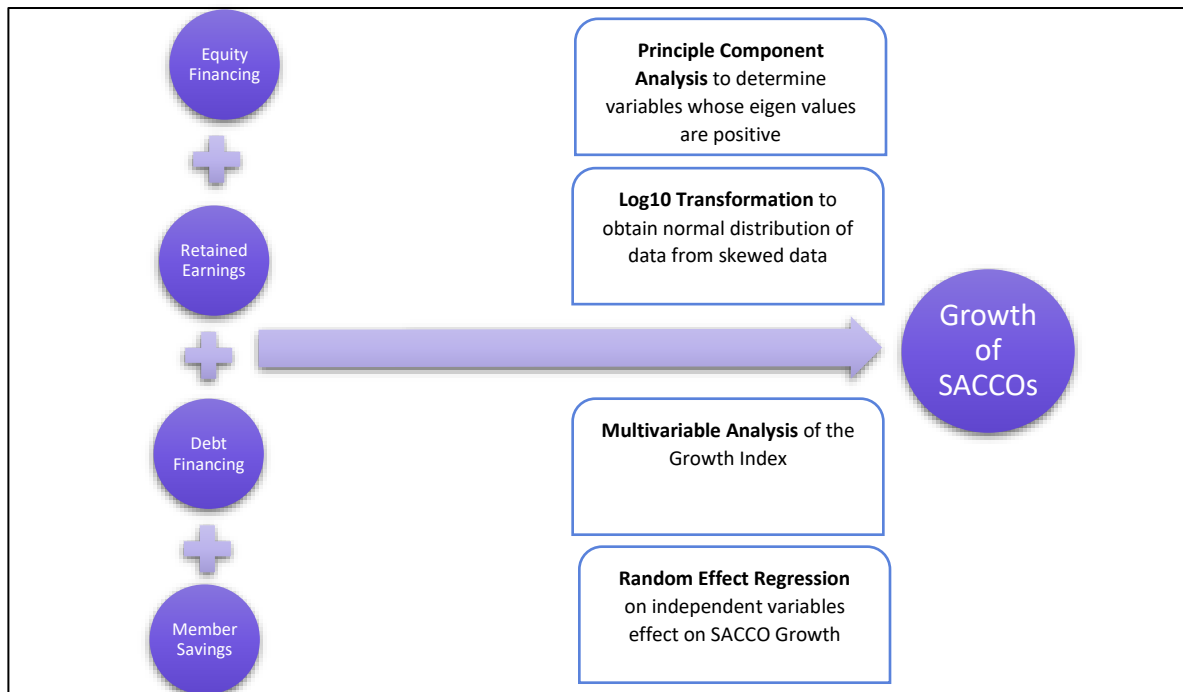 Equity
Financing
Retained
Earnings
Debt
Financing
Member
Savings
Principle Component
Analysis to determine
variables whose eigen values
are positive
Log10 Transformation to
obtain normal distribution of
data from skewed data
Multivariable Analysis of the
Growth Index
Random Effect Regression
on independent variables
effect on SACCO Growth
Growth
of
SACCOs